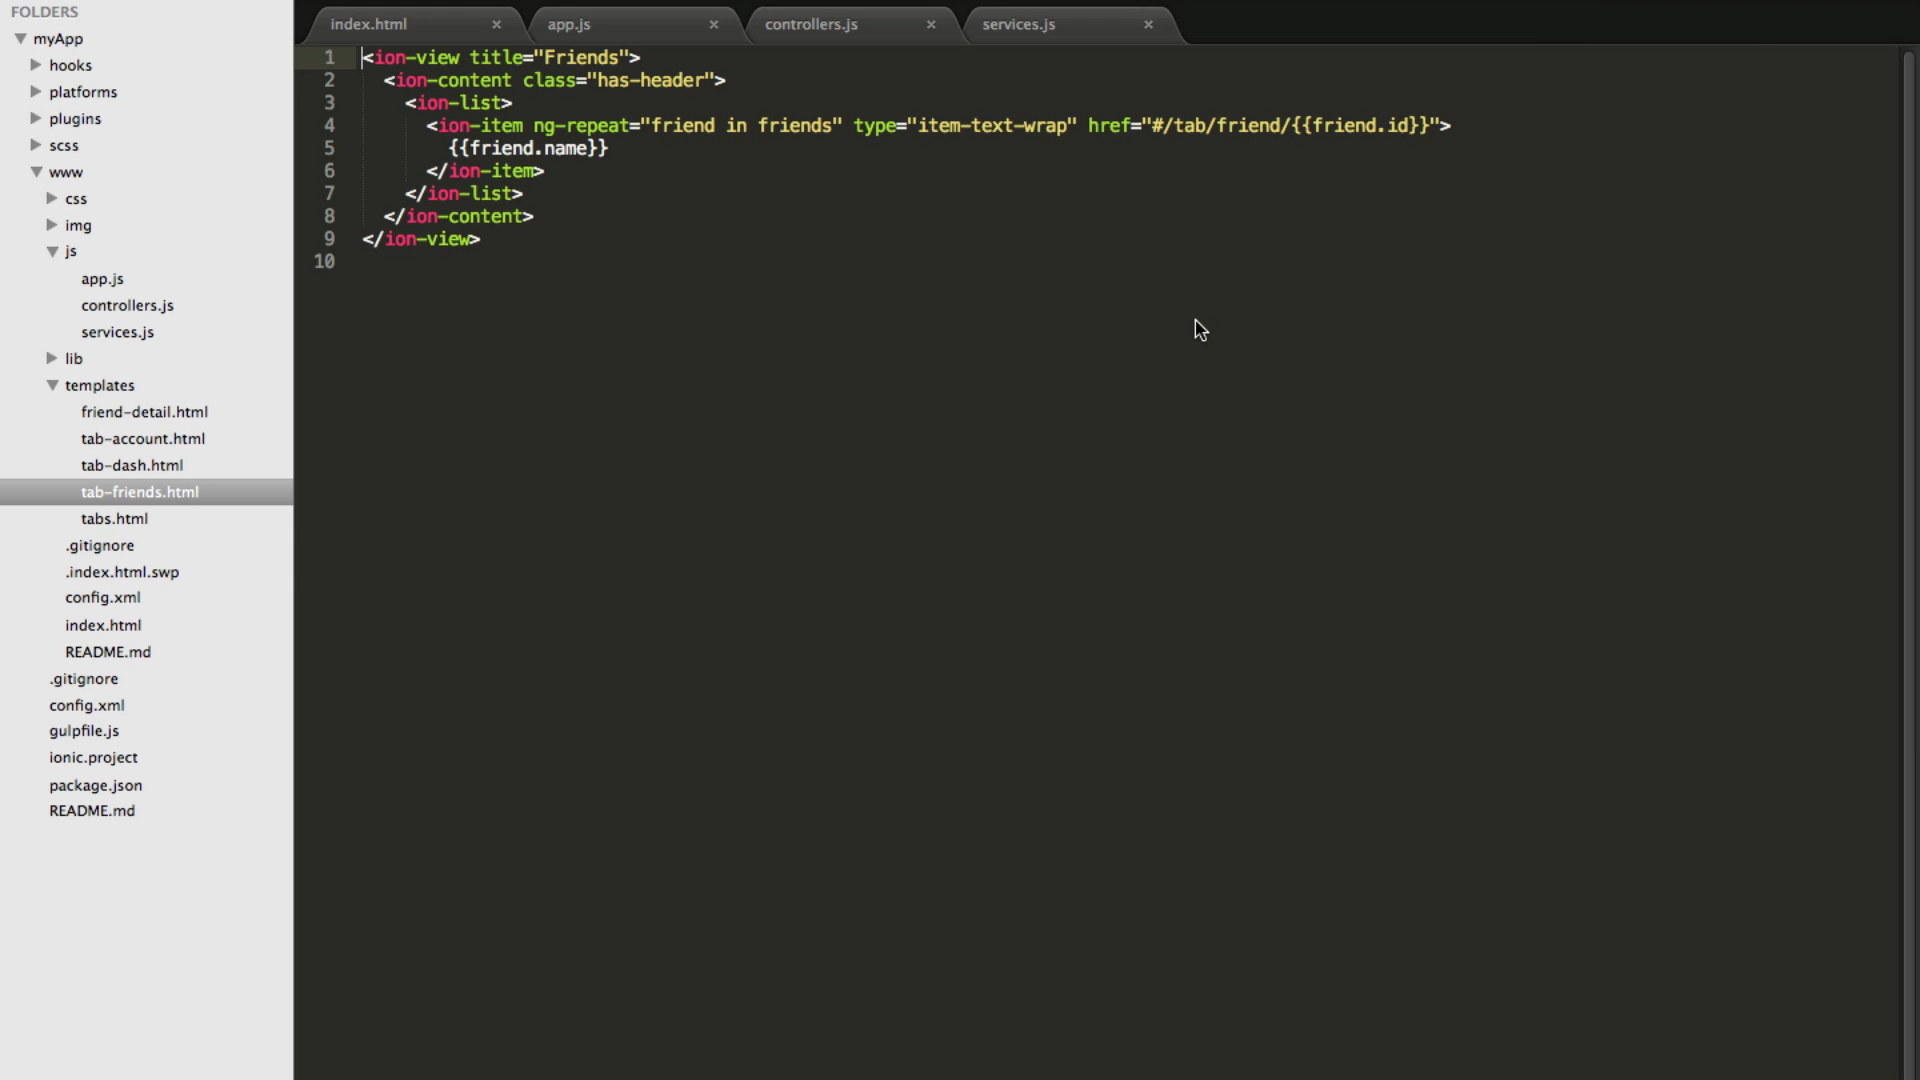 FOLDERS
myApp
hooks
platforms
plugins
scss
www
css
img
js
app.js
controllers.js
services.js
lib
templates
friend-detail.html
tab-account.html
tab-dash.html
tab-friends.html
tabs.html
.gitignore
.index.html.swp
config.xml
index.html
README.md
.gitignore
config.xml
gulpfile.js
ionic.project
package.json
README.md
index.html × app.js × controllers.js × services.js ×
1 <ion-view title="Friends">
2 <ion-content class="has-header">
3 <ion-list>
4 <ion-item ng-repeat="friend in friends" type="item-text-wrap" href="#/tab/friend/{{friend.id}}">
5 {{friend.name}}
6 </ion-item>
7 </ion-list>
8 </ion-content>
9 </ion-view>
10